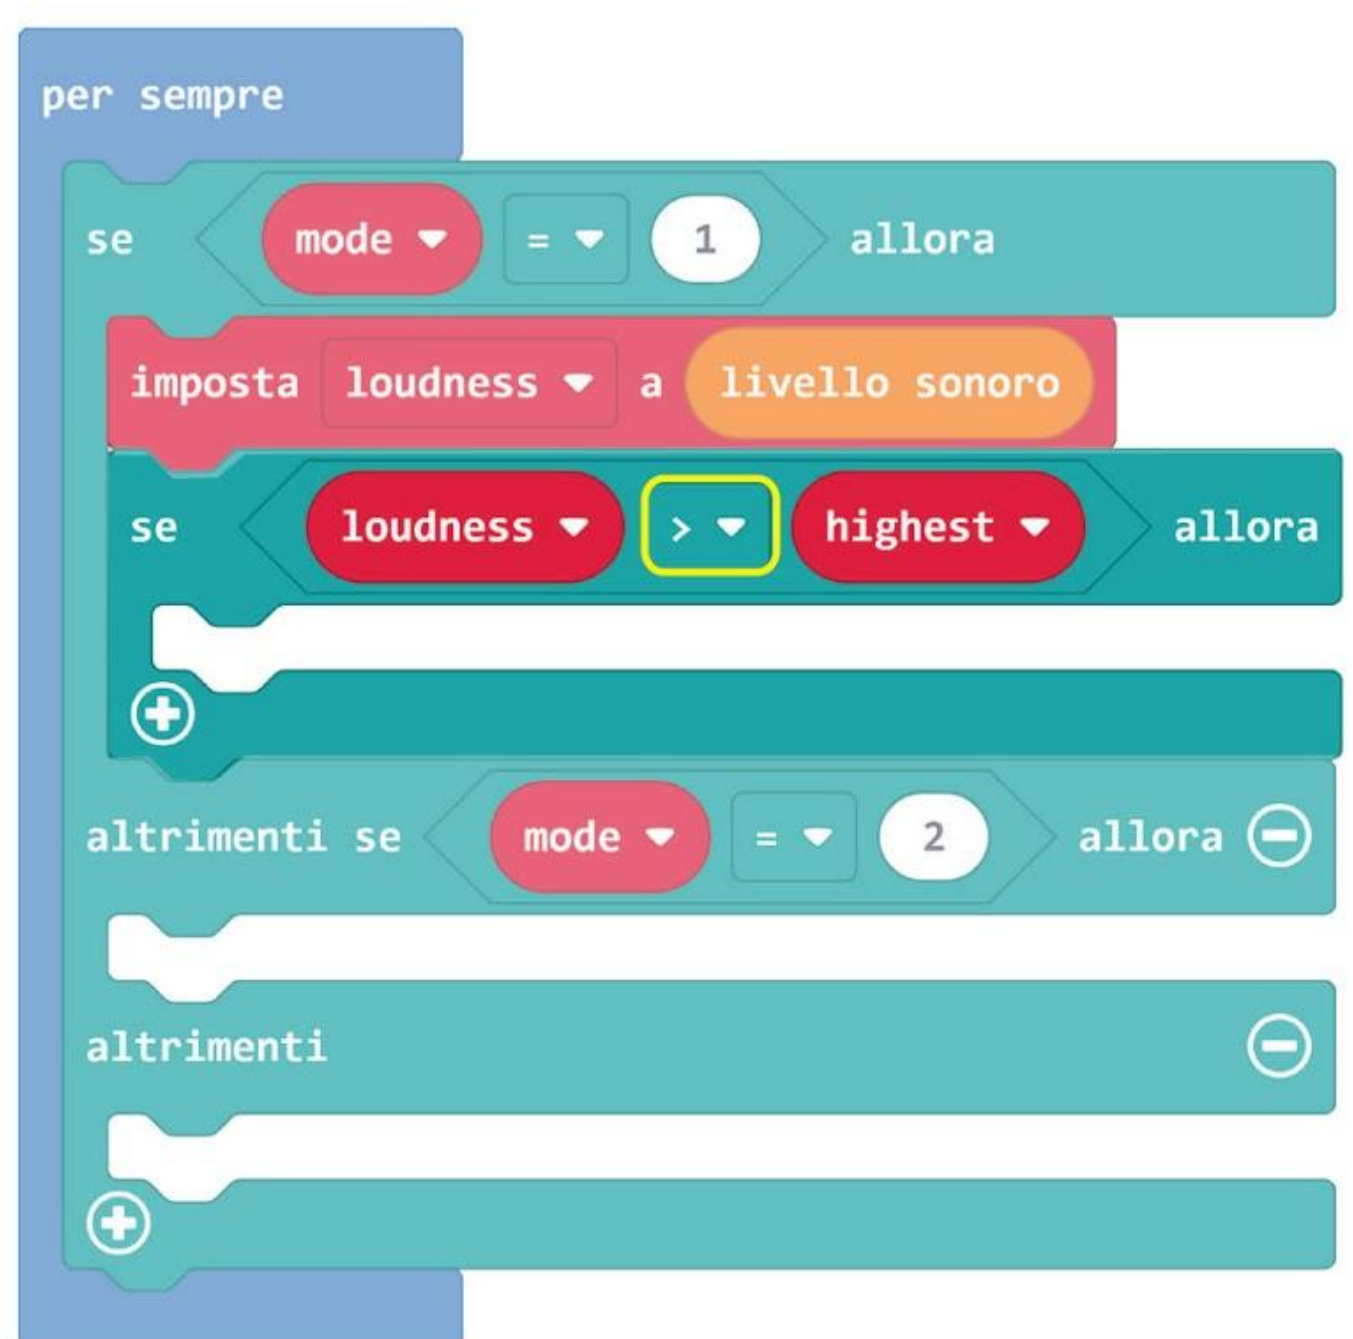 per sempre
se mode = 1 allora
imposta loudness a livello sonoro
se loudness > highest allora
altrimenti se mode = 2 allora
altrimenti